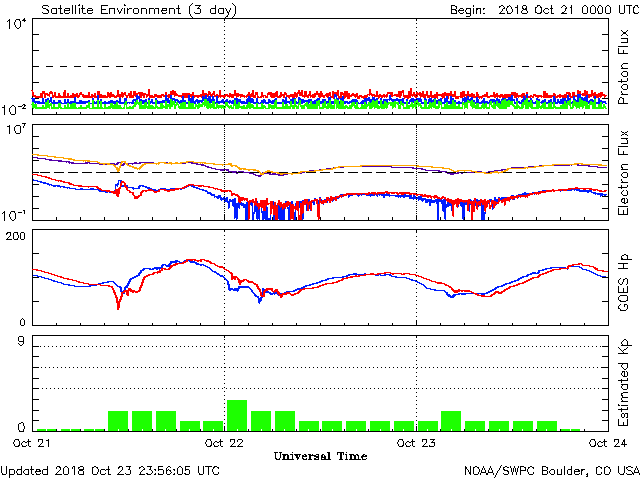 Satellite Environment (3 day) Begin: 2018 Oct 21 0000 UTC
10^4
10^-2
Proton Flux
10^7
10^-1
Electron Flux
200
0
GOES Hp
9
0
Estimated Kp
Oct 21 Oct 22 Oct 23 Oct 24
Universal Time
Updated 2018 Oct 23 23:56:05 UTC NOAA/SWPC Boulder, CO USA